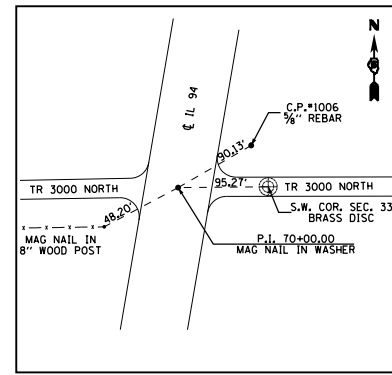 N
℄ IL 94
C.P.#1006
5/8" REBAR
90.13'
TR 3000 NORTH
95.27'
TR 3000 NORTH
48.20'
S.W. COR. SEC. 33
BRASS DISC
x — x — x — x
MAG NAIL IN
8" WOOD POST
P.I. 70+00.00
MAG NAIL IN WASHER